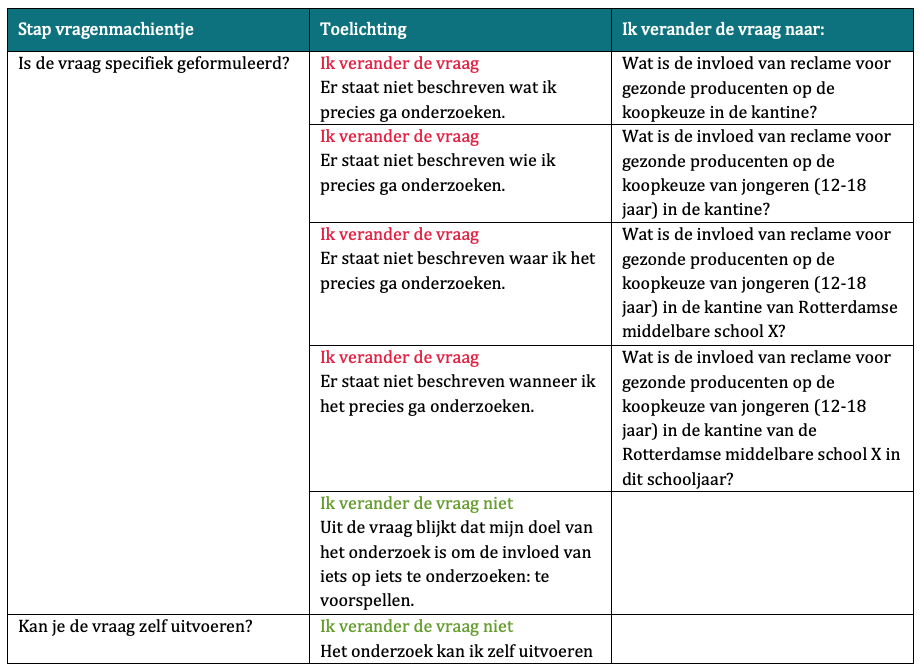 Stap vragenmachientje
Toelichting
Ik verander de vraag naar:
Is de vraag specifiek geformuleerd?
Ik verander de vraag
Er staat niet beschreven wat ik
precies ga onderzoeken.
Wat is de invloed van reclame voor
gezonde producenten op de
koopkeuze in de kantine?
Ik verander de vraag
Er staat niet beschreven wie ik
precies ga onderzoeken.
Wat is de invloed van reclame voor
gezonde producenten op de
koopkeuze van jongeren (12-18
jaar) in de kantine?
Ik verander de vraag
Er staat niet beschreven waar ik het
precies ga onderzoeken.
Wat is de invloed van reclame voor
gezonde producenten op de
koopkeuze van jongeren (12-18
jaar) in de kantine van Rotterdamse
middelbare school X?
Ik verander de vraag
Er staat niet beschreven wanneer ik
het precies ga onderzoeken.
Wat is de invloed van reclame voor
gezonde producenten op de
koopkeuze van jongeren (12-18
jaar) in de kantine van de
Rotterdamse middelbare school X in
dit schooljaar?
Ik verander de vraag niet
Uit de vraag blijkt dat mijn doel van
het onderzoek is om de invloed van
iets op iets te onderzoeken: te
voorspellen.
Kan je de vraag zelf uitvoeren?
Ik verander de vraag niet
Het onderzoek kan ik zelf uitvoeren